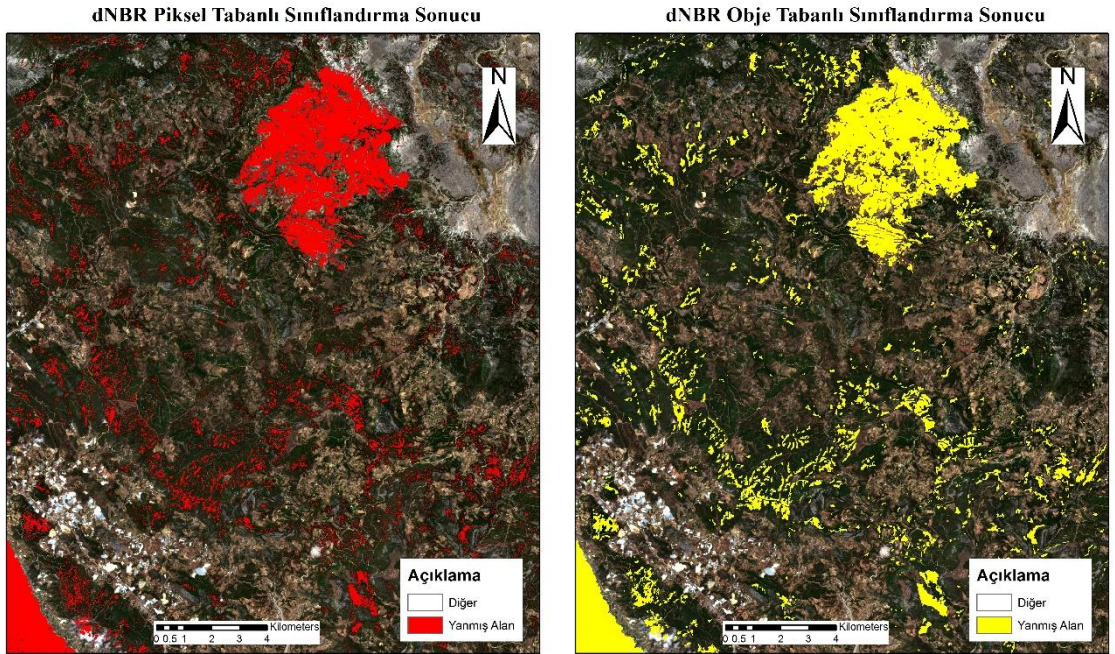 dNBR Piksel Tabanlı Sınıflandırma Sonucu
N
Açıklama
Diğer
Yanmış Alan
Kilometers
0 0.5 1 2 3 4
dNBR Obje Tabanlı Sınıflandırma Sonucu
N
Açıklama
Diğer
Yanmış Alan
Kilometers
0 0.5 1 2 3 4